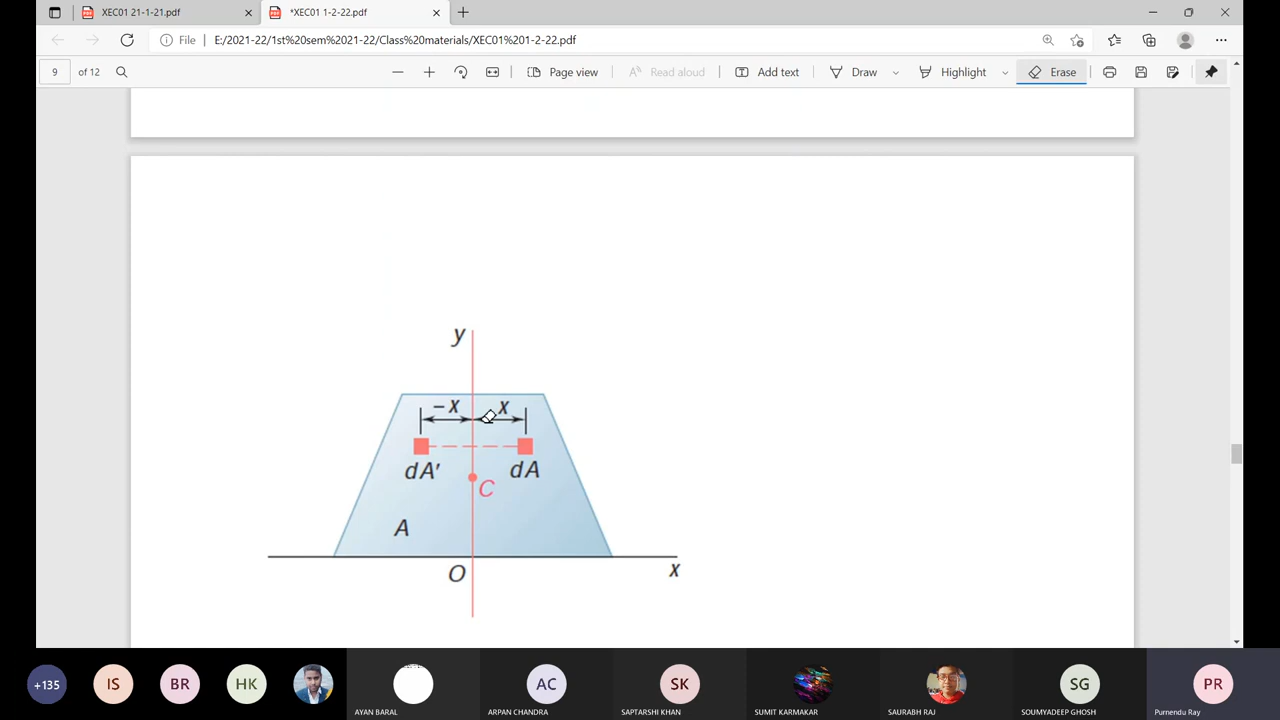 XEC01 21-1-21.pdf
*XEC01 1-2-22.pdf
File
E:/2021-22/1st%20sem%2021-22/Class%20materials/XEC01%201-2-22.pdf
9 of 12
Page view
Read aloud
Add text
Draw
Highlight
Erase
y
−x x
dA' dA
C
A
O
x
+135
IS
BR
HK
AC
SK
SG
PR
AYAN BARAL
ARPAN CHANDRA
SAPTARSHI KHAN
SUMIT KARMAKAR
SAURABH RAJ
SOUMYADEEP GHOSH
Purnendu Ray